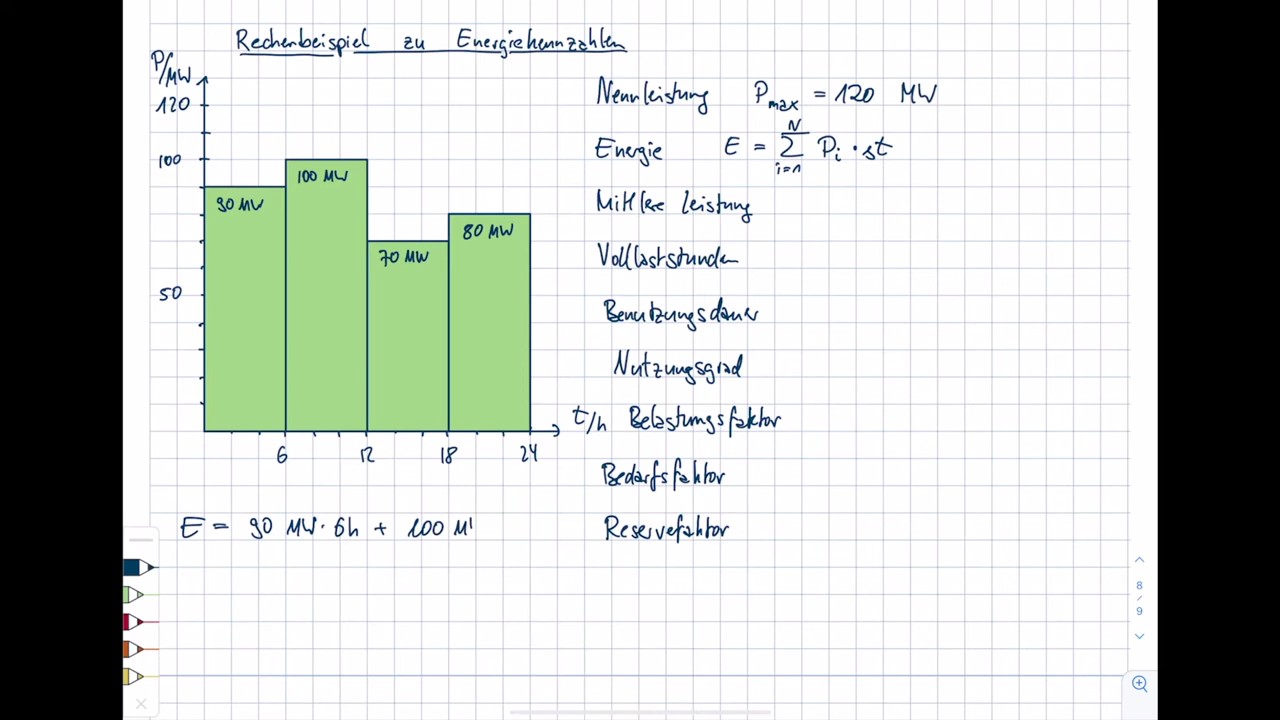 Rechenbeispiel zu Energiekennzahlen
P/MW
120
100
50
90 MW
100 MW
70 MW
80 MW
6 12 18 24
t/h
E = 90 MW · 6h + 100 M
Nennleistung P_max = 120 MW
Energie E = ∑_{i=1}^{N} P_i · Δt
Mittlere Leistung
Volllaststunden
Benutzungsdauer
Nutzungsgrad
Belastungsfaktor
Bedarfsfaktor
Reservefaktor
8
/
9